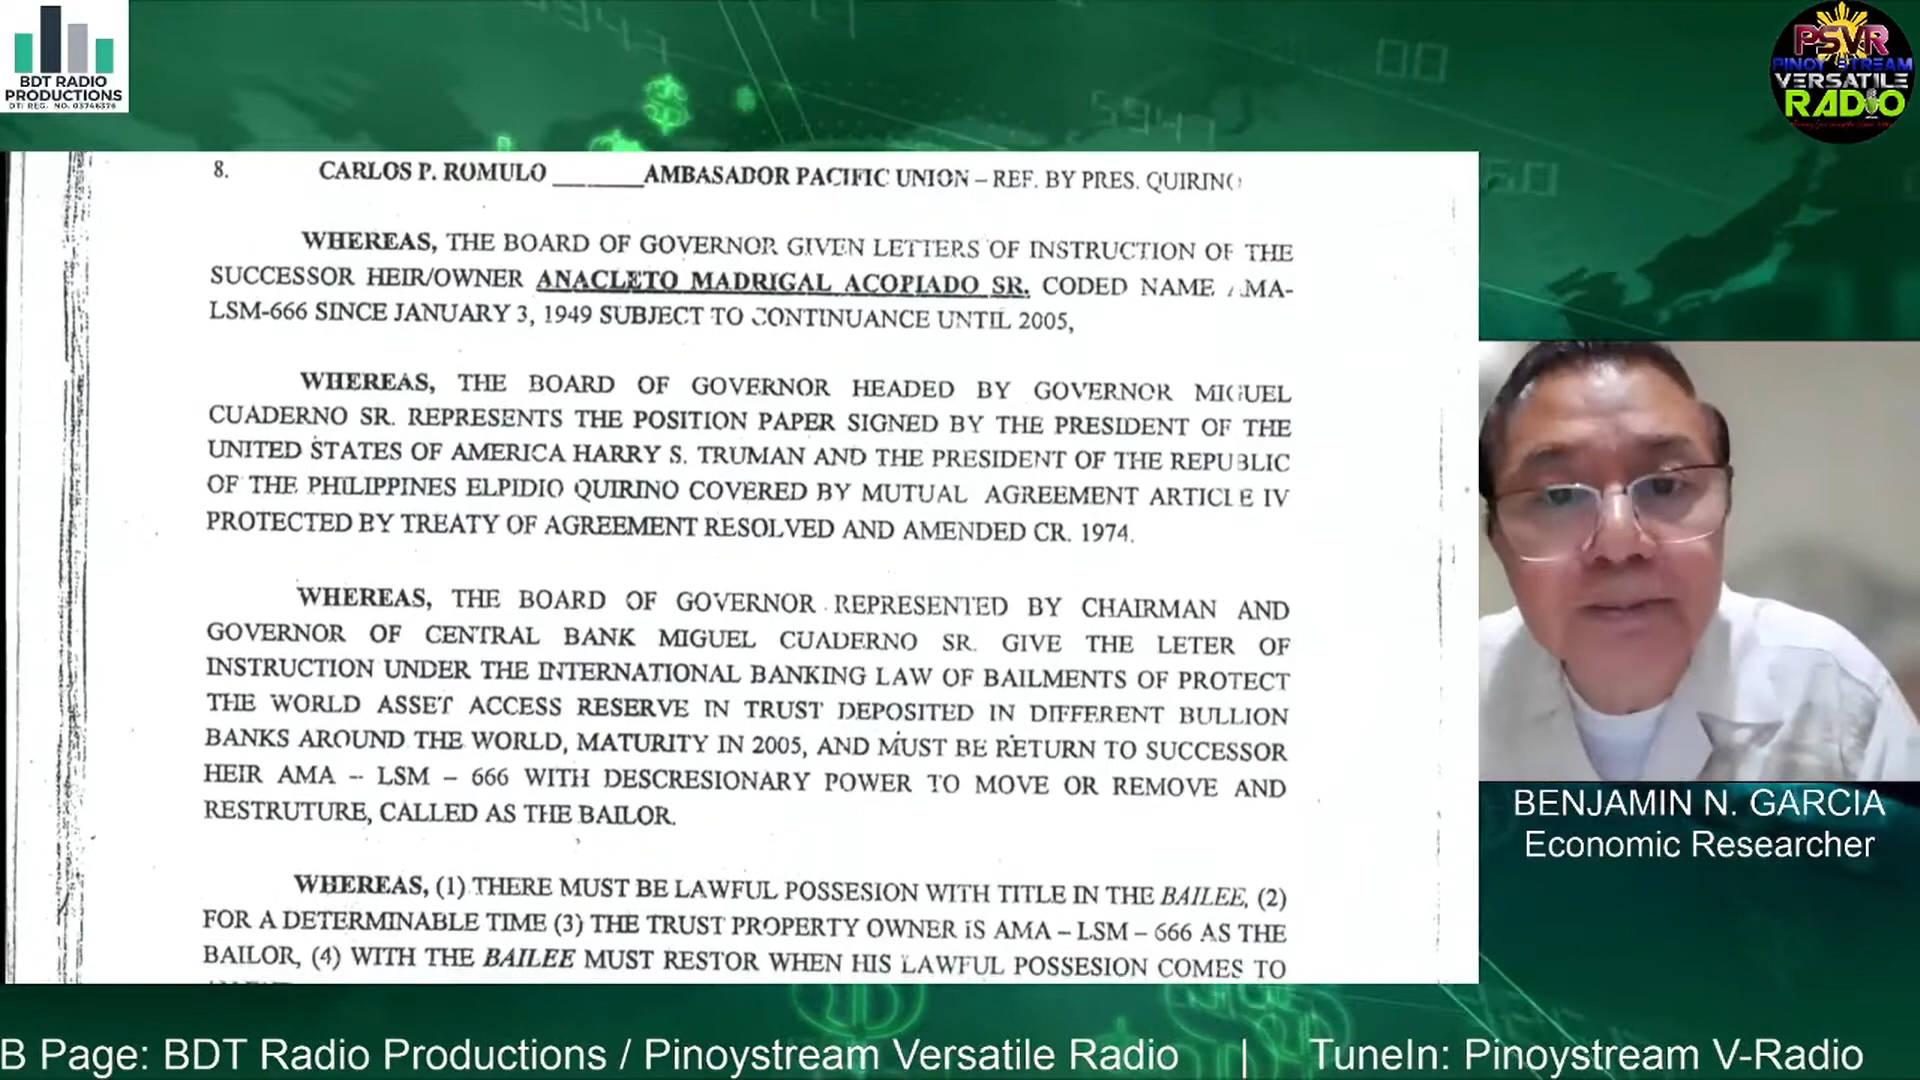 BDT RADIO
PRODUCTIONS
DTI REG. NO. 03746376
PSVR
PINOY STREAM
VERSATILE
RADIO
8. CARLOS P. ROMULO _______AMBASADOR PACIFIC UNION – REF. BY PRES. QUIRINO
WHEREAS, THE BOARD OF GOVERNOR GIVEN LETTERS OF INSTRUCTION OF THE
SUCCESSOR HEIR/OWNER ANACLETO MADRIGAL ACOPIADO SR. CODED NAME AMA-
LSM-666 SINCE JANUARY 3, 1949 SUBJECT TO CONTINUANCE UNTIL 2005,
WHEREAS, THE BOARD OF GOVERNOR HEADED BY GOVERNOR MIGUEL
CUADERNO SR. REPRESENTS THE POSITION PAPER SIGNED BY THE PRESIDENT OF THE
UNITED STATES OF AMERICA HARRY S. TRUMAN AND THE PRESIDENT OF THE REPUBLIC
OF THE PHILIPPINES ELPIDIO QUIRINO COVERED BY MUTUAL AGREEMENT ARTICLE IV
PROTECTED BY TREATY OF AGREEMENT RESOLVED AND AMENDED CR. 1974.
WHEREAS, THE BOARD OF GOVERNOR REPRESENTED BY CHAIRMAN AND
GOVERNOR OF CENTRAL BANK MIGUEL CUADERNO SR. GIVE THE LETER OF
INSTRUCTION UNDER THE INTERNATIONAL BANKING LAW OF BAILMENTS OF PROTECT
THE WORLD ASSET ACCESS RESERVE IN TRUST DEPOSITED IN DIFFERENT BULLION
BANKS AROUND THE WORLD, MATURITY IN 2005, AND MUST BE RETURN TO SUCCESSOR
HEIR AMA – LSM – 666 WITH DESCRESIONARY POWER TO MOVE OR REMOVE AND
RESTRUTURE, CALLED AS THE BAILOR.
WHEREAS, (1) THERE MUST BE LAWFUL POSSESION WITH TITLE IN THE BAILEE, (2)
FOR A DETERMINABLE TIME (3) THE TRUST PROPERTY OWNER IS AMA – LSM – 666 AS THE
BAILOR, (4) WITH THE BAILEE MUST RESTOR WHEN HIS LAWFUL POSSESION COMES TO
BENJAMIN N. GARCIA
Economic Researcher
B Page: BDT Radio Productions / Pinoystream Versatile Radio | TuneIn: Pinoystream V-Radio